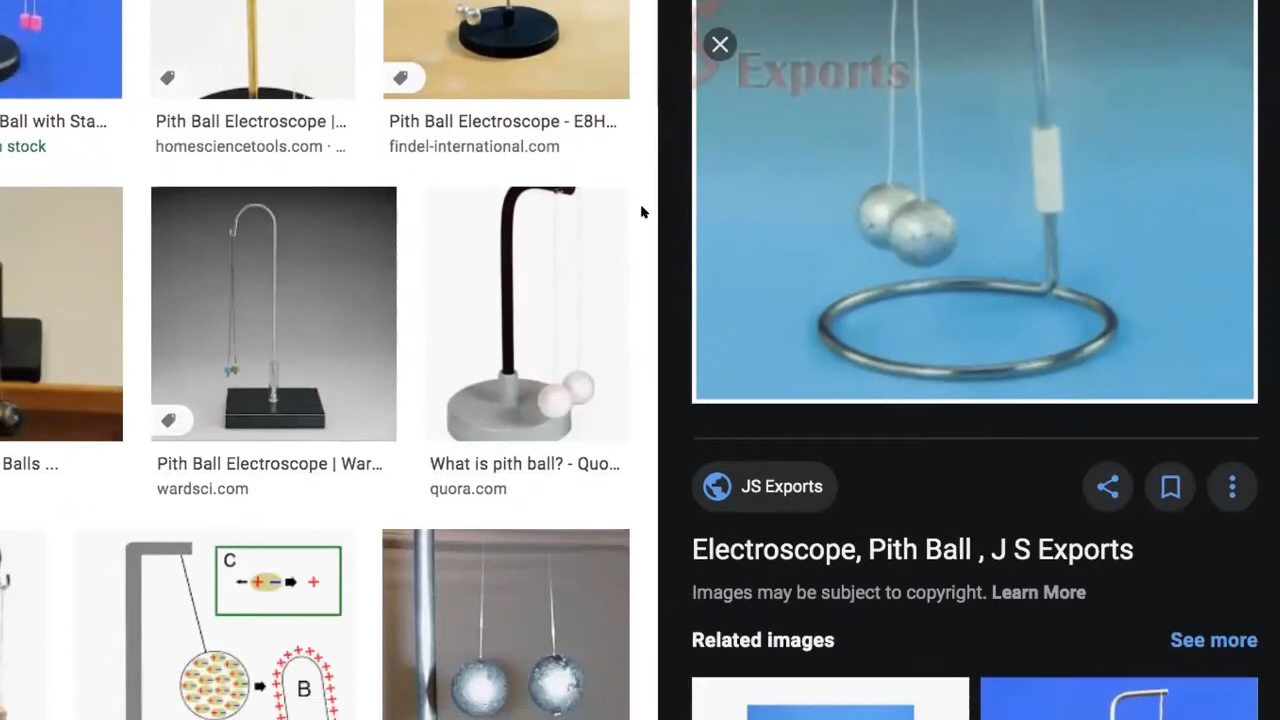 Ball with Sta...
n stock
Pith Ball Electroscope |...
homesciencetools.com · ...
Pith Ball Electroscope - E8H...
findel-international.com
Exports
Balls ...
Pith Ball Electroscope | War...
wardsci.com
What is pith ball? - Quo...
quora.com
JS Exports
Electroscope, Pith Ball , J S Exports
Images may be subject to copyright. Learn More
Related images
See more
C
+ - +
B